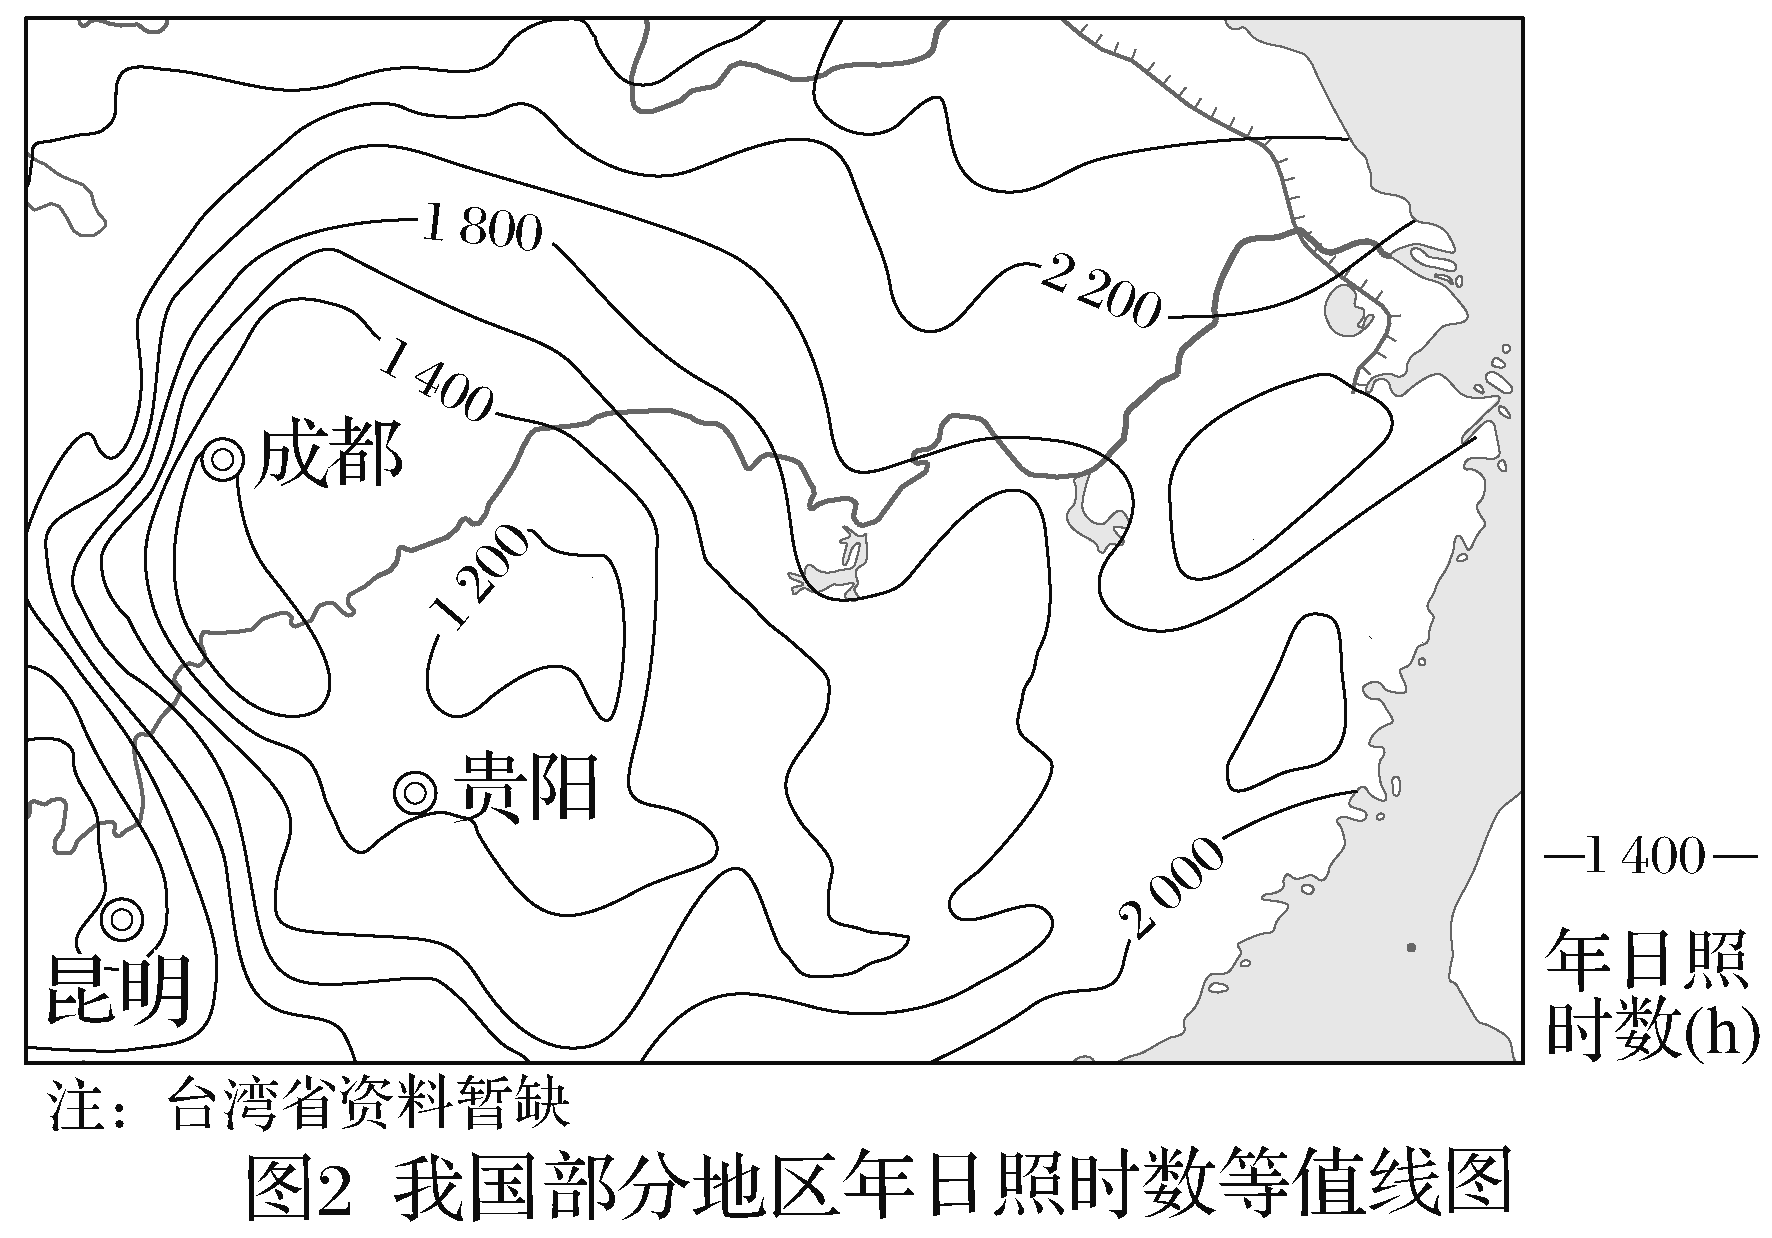 1 800
2 200
1 400
成都
1 200
贵阳
2 000
昆明
—1 400—
年日照
时数(h)
注：台湾省资料暂缺
图2 我国部分地区年日照时数等值线图